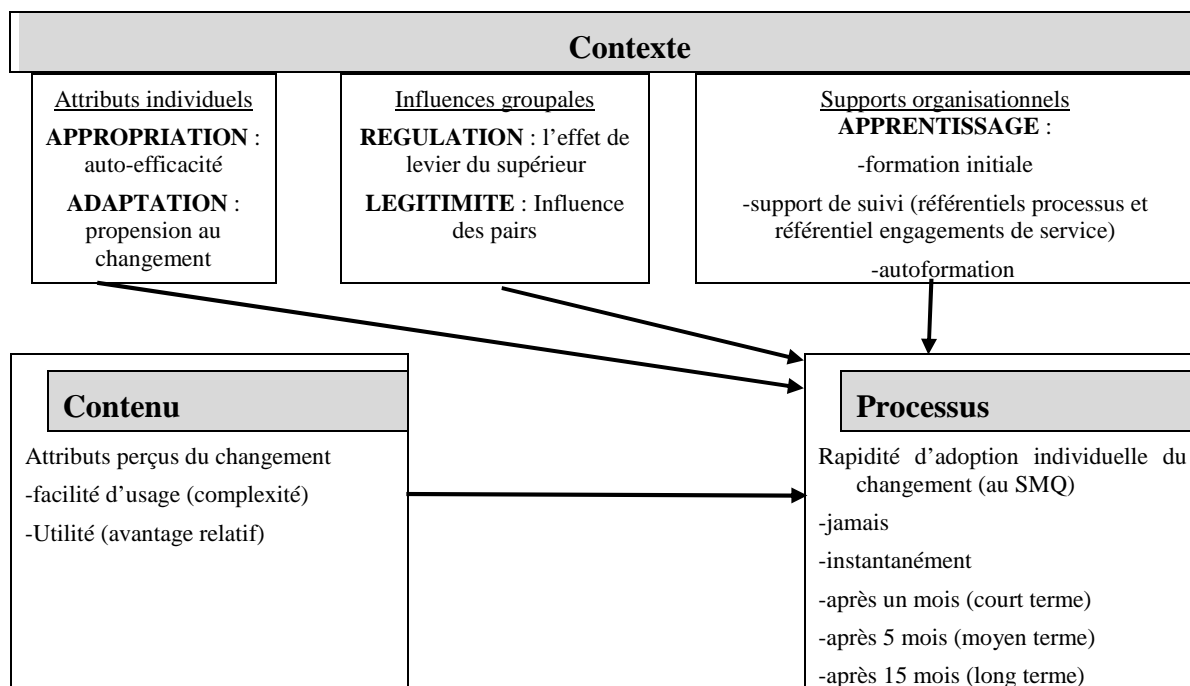 Contexte
Attributs individuels
APPROPRIATION :
auto-efficacité
ADAPTATION :
propension au
changement
Influences groupales
REGULATION : l'effet de
levier du supérieur
LEGITIMITE : Influence
des pairs
Supports organisationnels
APPRENTISSAGE :
-formation initiale
-support de suivi (référentiels processus et
référentiel engagements de service)
-autoformation
Contenu
Attributs perçus du changement
-facilité d'usage (complexité)
-Utilité (avantage relatif)
Processus
Rapidité d'adoption individuelle du
changement (au SMQ)
-jamais
-instantanément
-après un mois (court terme)
-après 5 mois (moyen terme)
-après 15 mois (long terme)